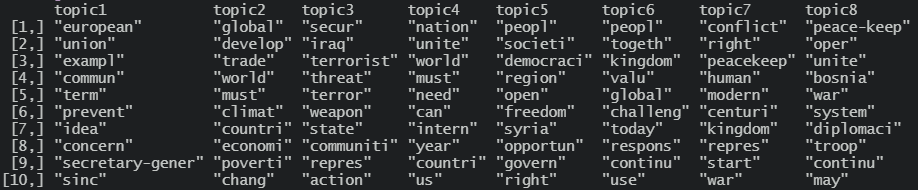 topic1 topic2 topic3 topic4 topic5 topic6 topic7 topic8
[1,] "european" "global" "secur" "nation" "peopl" "peopl" "conflict" "peace-keep"
[2,] "union" "develop" "iraq" "unite" "societi" "togeth" "right" "oper"
[3,] "exampl" "trade" "terrorist" "world" "democraci" "kingdom" "peacekeep" "unite"
[4,] "commun" "world" "threat" "must" "region" "valu" "human" "bosnia"
[5,] "term" "must" "terror" "need" "open" "global" "modern" "war"
[6,] "prevent" "climat" "weapon" "can" "freedom" "challeng" "centuri" "system"
[7,] "idea" "countri" "state" "intern" "syria" "today" "kingdom" "diplomaci"
[8,] "concern" "economi" "communiti" "year" "opportun" "respons" "repres" "troop"
[9,] "secretary-gener" "poverti" "repres" "countri" "govern" "continu" "start" "continu"
[10,] "sinc" "chang" "action" "us" "right" "use" "war" "may"